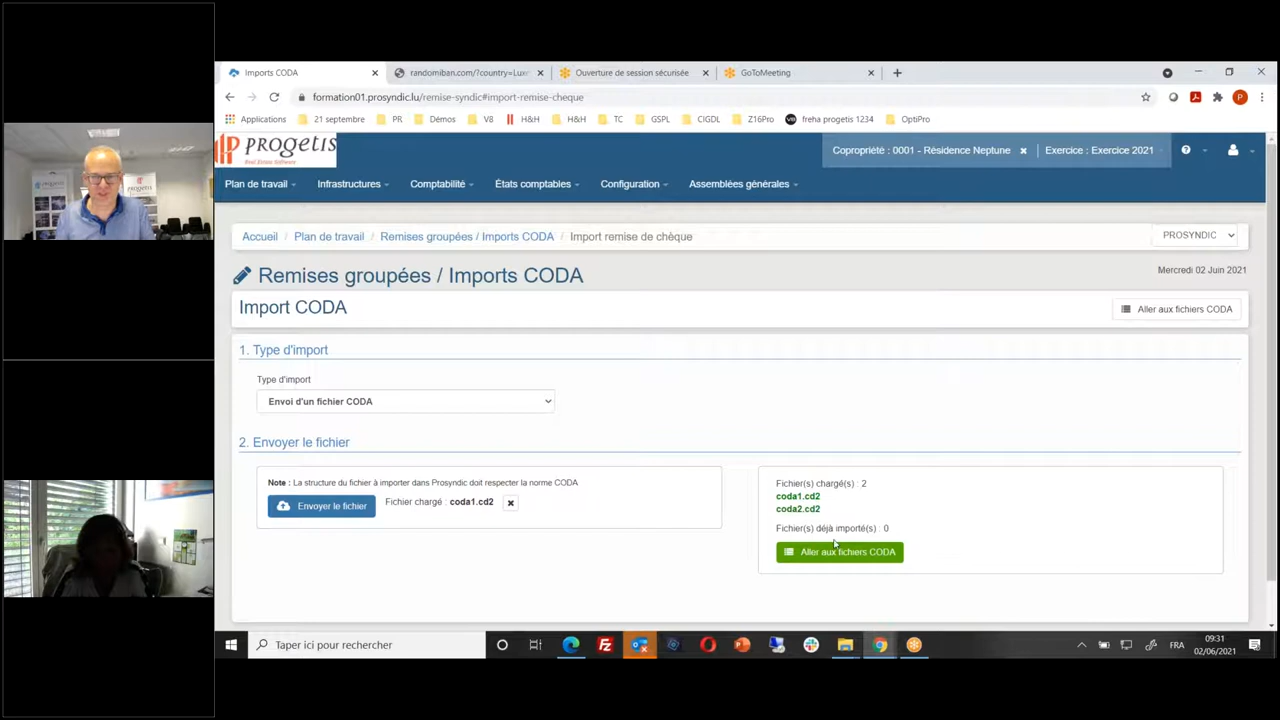 Imports CODA
randomiban.com/?country=Luxe
Ouverture de session sécurisée
GoToMeeting
formation01.prosyndic.lu/remise-syndic#import-remise-cheque
Applications
21 septembre
PR
Démos
V8
H&H
H&H
TC
GSPL
CIGDL
Z16Pro
freha progetis 1234
OptiPro
PROGETIS
Real Estate Software
Copropriété : 0001 - Résidence Neptune
Exercice : Exercice 2021
Plan de travail
Infrastructures
Comptabilité
États comptables
Configuration
Assemblées générales
Accueil / Plan de travail / Remises groupées / Imports CODA / Import remise de chèque
PROSYNDIC
Remises groupées / Imports CODA
Mercredi 02 Juin 2021
Import CODA
Aller aux fichiers CODA
1. Type d'import
Type d'import
Envoi d'un fichier CODA
2. Envoyer le fichier
Note : La structure du fichier à importer dans Prosyndic doit respecter la norme CODA
Envoyer le fichier
Fichier chargé : coda1.cd2
Fichier(s) chargé(s) : 2
coda1.cd2
coda2.cd2
Fichier(s) déjà importé(s) : 0
Aller aux fichiers CODA
Taper ici pour rechercher
FRA
09:31
02/06/2021